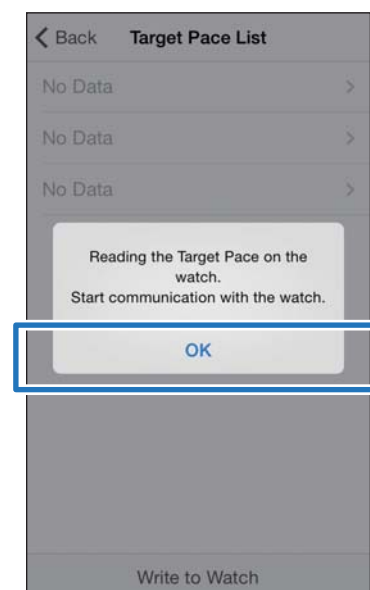 Back Target Pace List
No Data
No Data
No Data
Reading the Target Pace on the
watch.
Start communication with the watch.
OK
Write to Watch